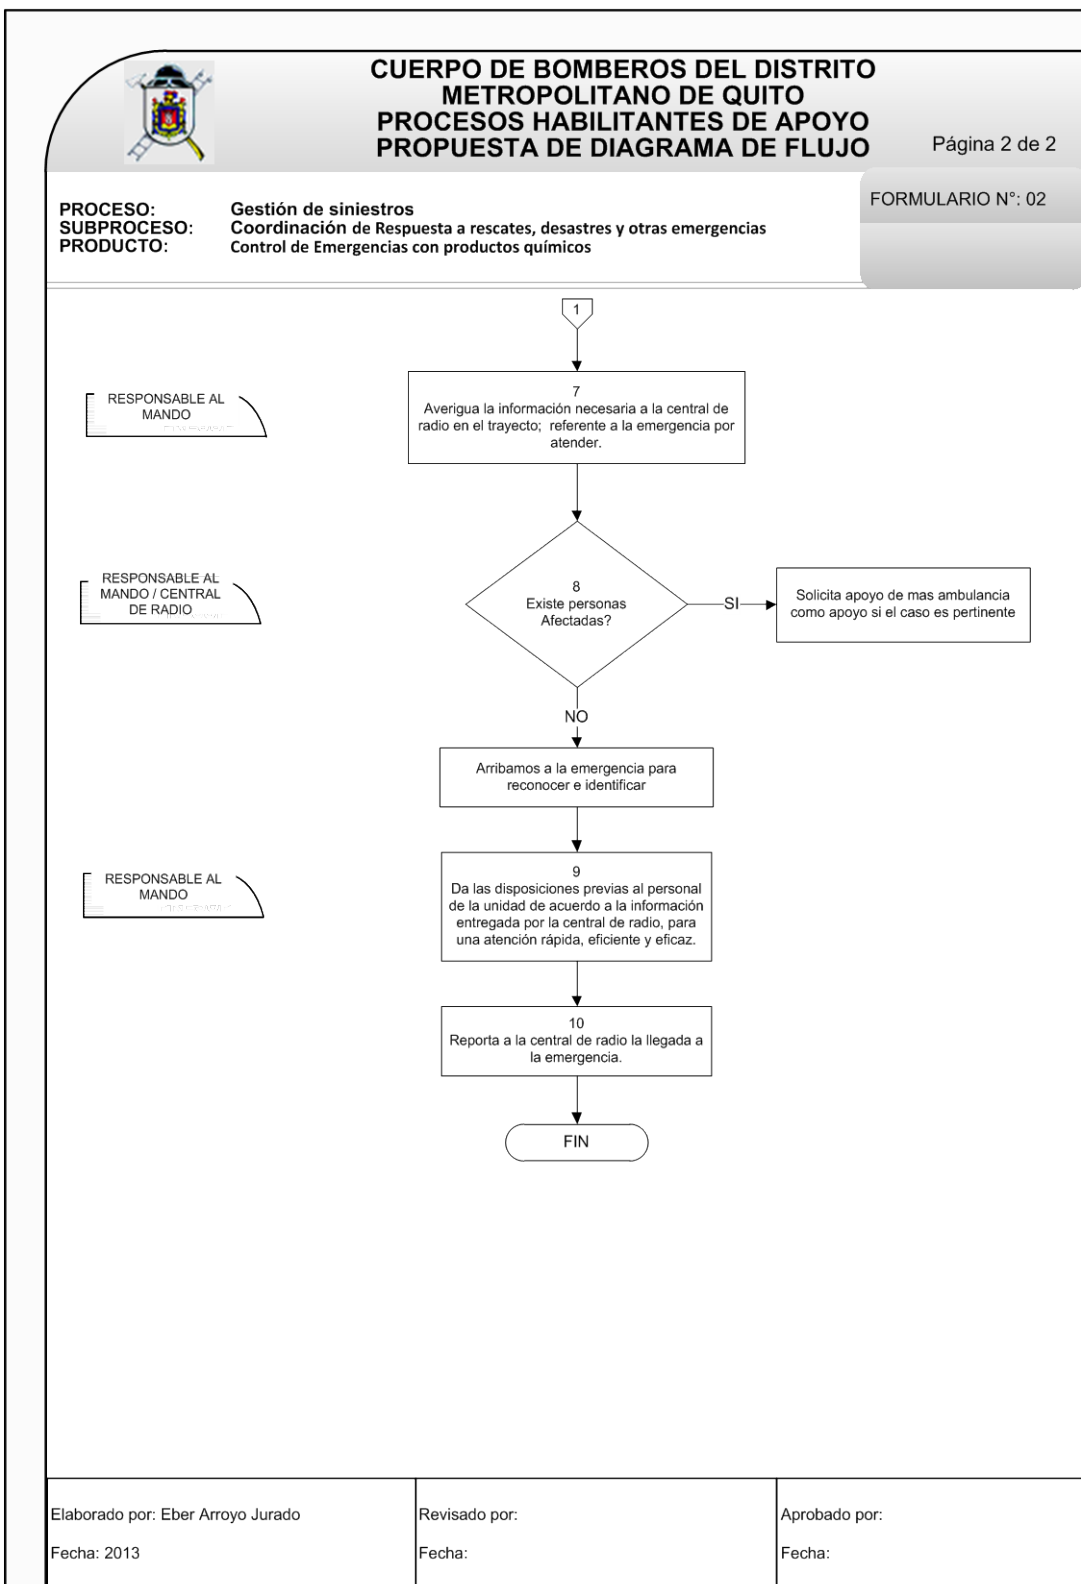 CUERPO DE BOMBEROS DEL DISTRITO
METROPOLITANO DE QUITO
PROCESOS HABILITANTES DE APOYO
PROPUESTA DE DIAGRAMA DE FLUJO
Página 2 de 2
FORMULARIO N°: 02
PROCESO: Gestión de siniestros
SUBPROCESO: Coordinación de Respuesta a rescates, desastres y otras emergencias
PRODUCTO: Control de Emergencias con productos químicos
1
RESPONSABLE AL
MANDO
7
Averigua la información necesaria a la central de
radio en el trayecto; referente a la emergencia por
atender.
RESPONSABLE AL
MANDO / CENTRAL
DE RADIO
8
Existe personas
Afectadas?
SI
Solicita apoyo de mas ambulancia
como apoyo si el caso es pertinente
NO
Arribamos a la emergencia para
reconocer e identificar
RESPONSABLE AL
MANDO
9
Da las disposiciones previas al personal
de la unidad de acuerdo a la información
entregada por la central de radio, para
una atención rápida, eficiente y eficaz.
10
Reporta a la central de radio la llegada a
la emergencia.
FIN
Elaborado por: Eber Arroyo Jurado
Fecha: 2013
Revisado por:
Fecha:
Aprobado por:
Fecha: